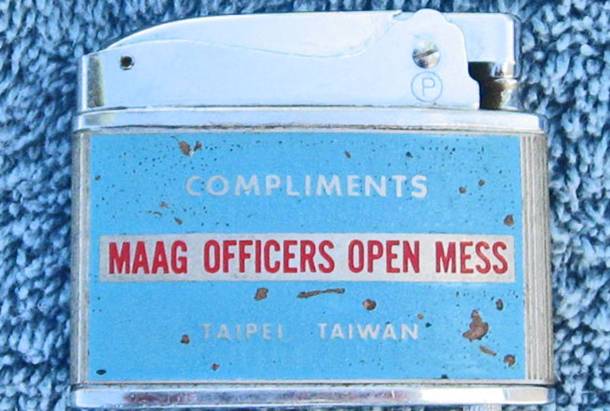 P
COMPLIMENTS
MAAG OFFICERS OPEN MESS
TAIPEI TAIWAN